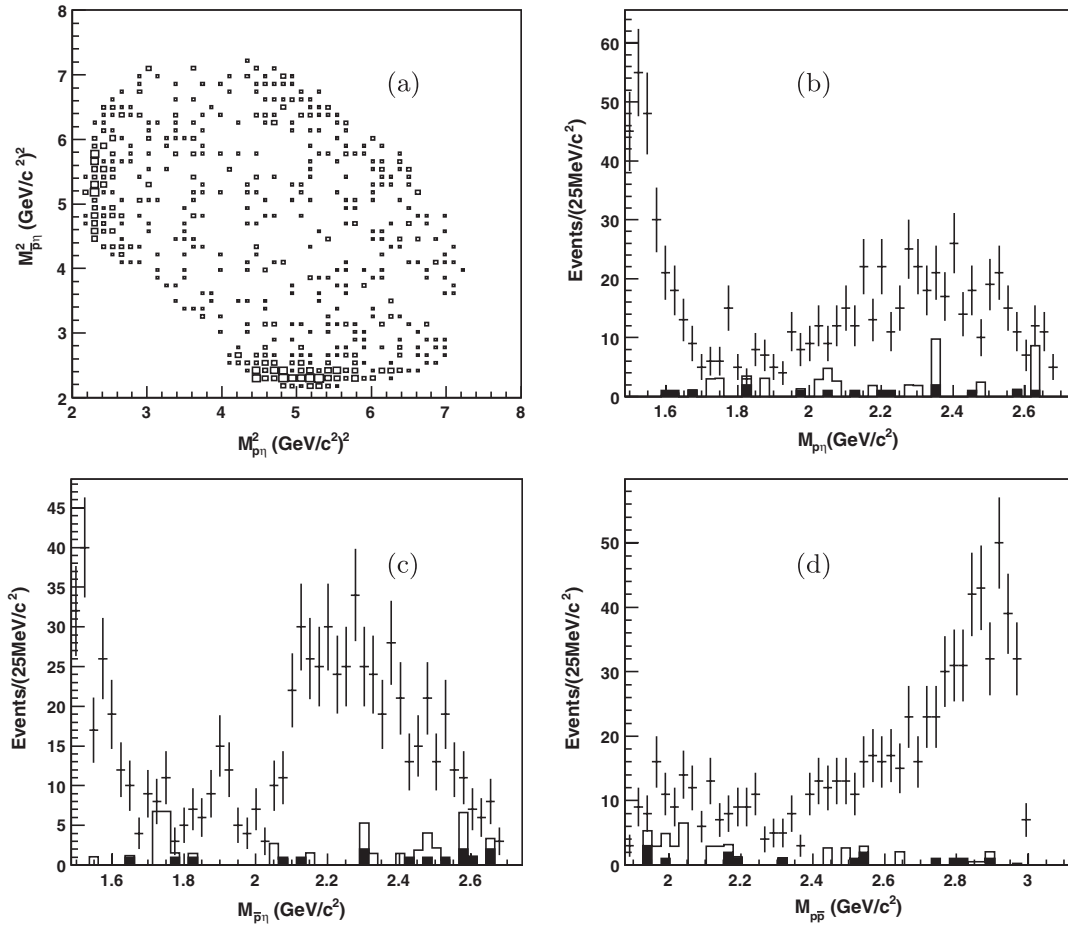 (a)
8
7
6
5
4
3
2
2 3 4 5 6 7 8
M²p̄η (GeV/c²)²
M²pη (GeV/c²)²
(b)
60
50
40
30
20
10
0
1.6 1.8 2 2.2 2.4 2.6
Events/(25MeV/c²)
Mpη(GeV/c²)
(c)
45
40
35
30
25
20
15
10
5
0
1.6 1.8 2 2.2 2.4 2.6
Events/(25MeV/c²)
Mp̄η (GeV/c²)
(d)
50
40
30
20
10
0
2 2.2 2.4 2.6 2.8 3
Events/(25MeV/c²)
Mpp̄ (GeV/c²)